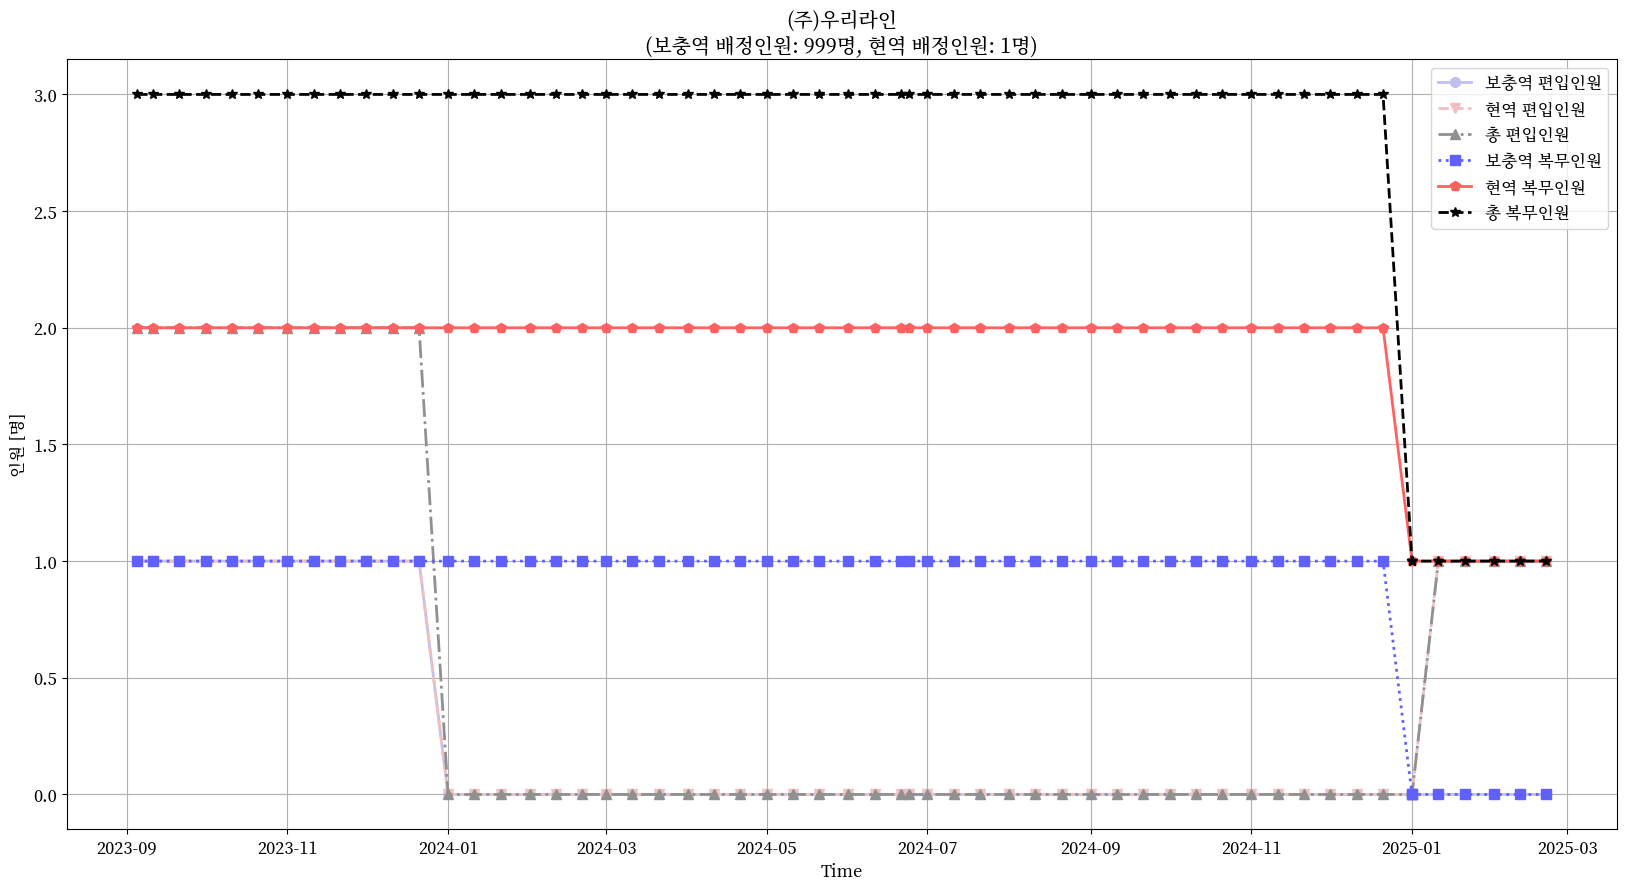 (주)우리라인
(보충역 배정인원: 999명, 현역 배정인원: 1명)
보충역 편입인원
현역 편입인원
총 편입인원
보충역 복무인원
현역 복무인원
총 복무인원
인원 [명]
3.0
2.5
2.0
1.5
1.0
0.5
0.0
2023-09 2023-11 2024-01 2024-03 2024-05 2024-07 2024-09 2024-11 2025-01 2025-03
Time